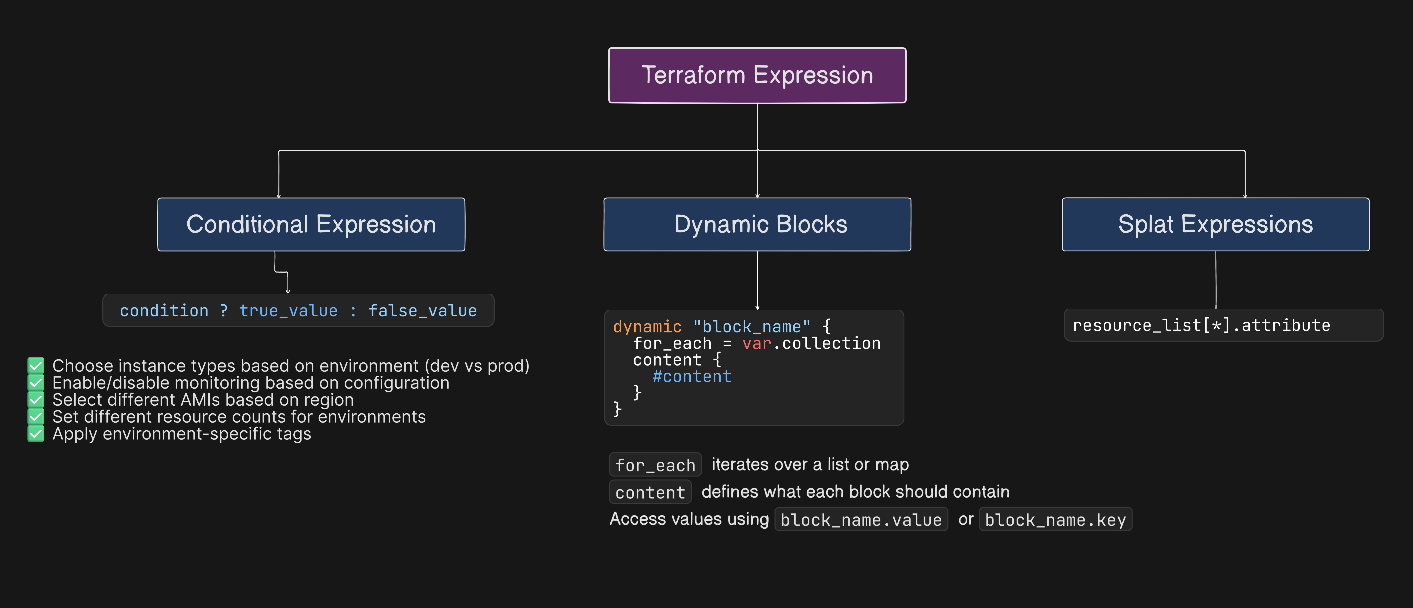 Terraform Expression
Conditional Expression
condition ? true_value : false_value
✅ Choose instance types based on environment (dev vs prod)
✅ Enable/disable monitoring based on configuration
✅ Select different AMIs based on region
✅ Set different resource counts for environments
✅ Apply environment-specific tags
Dynamic Blocks
dynamic "block_name" {
  for_each = var.collection
  content {
    #content
  }
}
for_each iterates over a list or map
content defines what each block should contain
Access values using block_name.value or block_name.key
Splat Expressions
resource_list[*].attribute